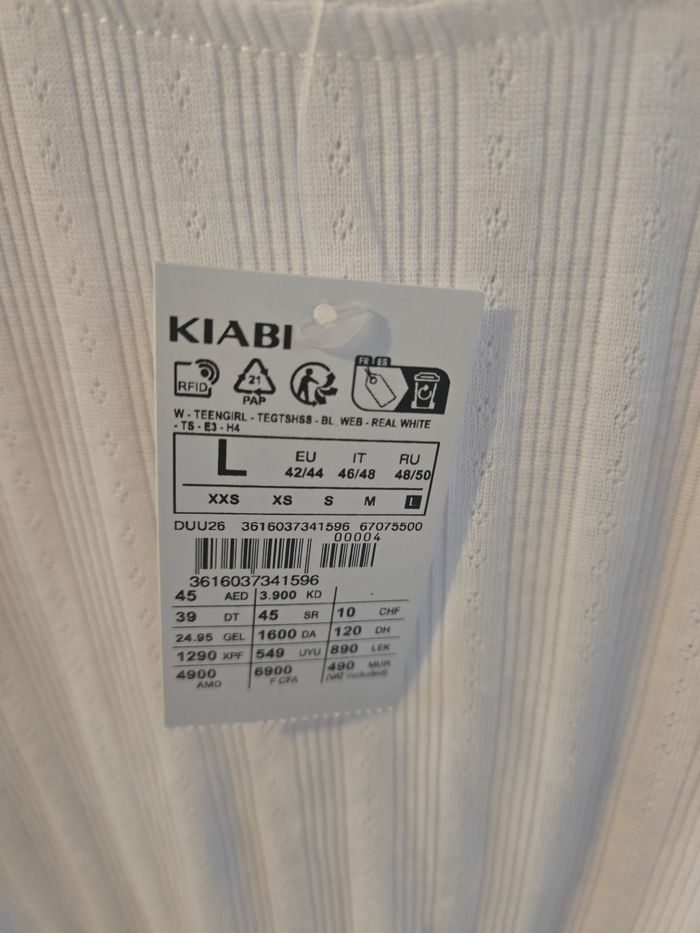 KIABI
FR ES
RFID
21
PAP
W - TEENGIRL - TEGTSHS8 - BL_WEB - REAL WHITE
- TS - E3 - H4
L
EU IT RU
42/44 46/48 48/50
XXS XS S M L
DUU26 3616037341596 67075500
00004
3616037341596
45 AED 3.900 KD
39 DT 45 SR 10 CHF
24.95 GEL 1600 DA 120 DH
1290 XPF 549 UYU 890 LEK
4900 AMD 6900 F CFA 490 MUR
(VAT included)